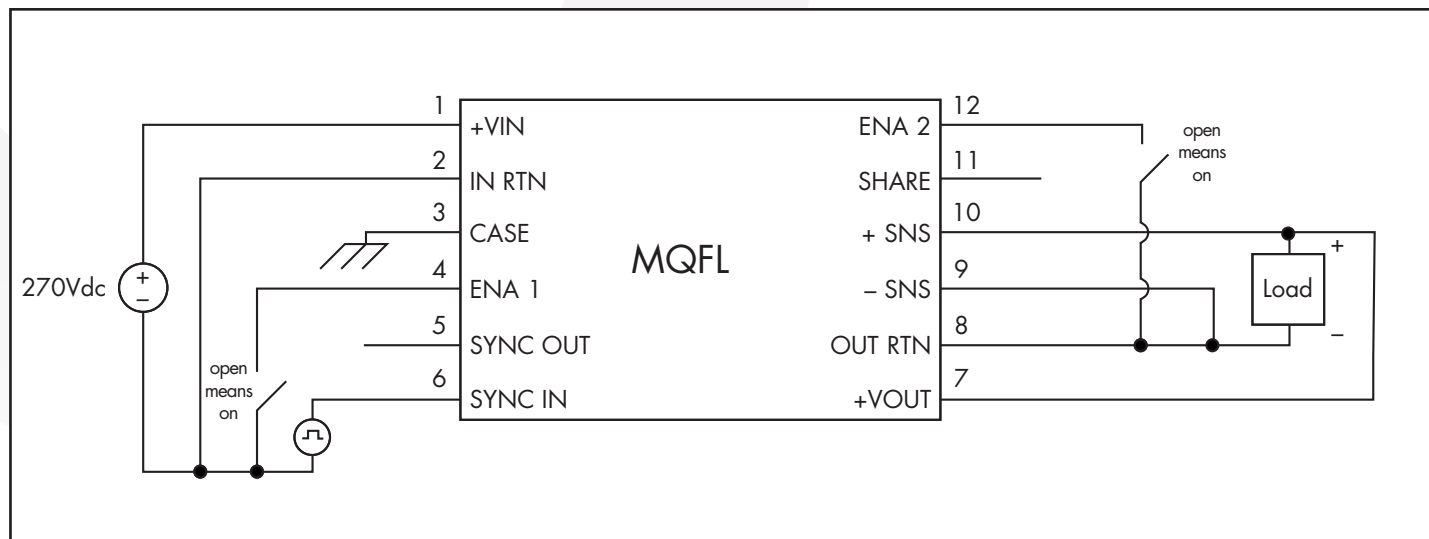 1
+VIN
2
IN RTN
3
CASE
4
ENA 1
5
SYNC OUT
6
SYNC IN
270Vdc
+
–
open
means
on
MQFL
12
ENA 2
11
SHARE
10
+ SNS
9
– SNS
8
OUT RTN
7
+VOUT
open
means
on
+
Load
–